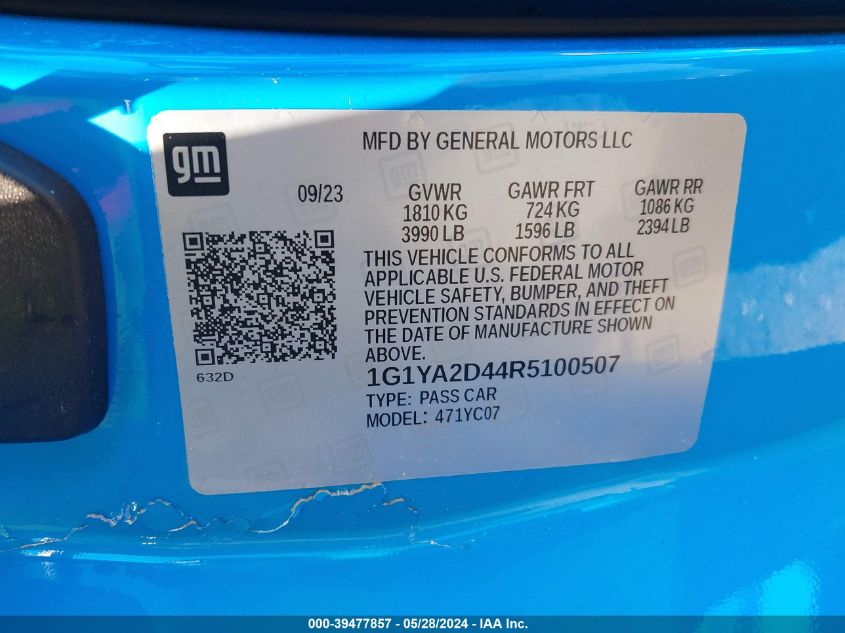 gm
MFD BY GENERAL MOTORS LLC
09/23
GVWR GAWR FRT GAWR RR
1810 KG 724 KG 1086 KG
3990 LB 1596 LB 2394 LB
THIS VEHICLE CONFORMS TO ALL
APPLICABLE U.S. FEDERAL MOTOR
VEHICLE SAFETY, BUMPER, AND THEFT
PREVENTION STANDARDS IN EFFECT ON
THE DATE OF MANUFACTURE SHOWN
ABOVE.
632D
1G1YA2D44R5100507
TYPE: PASS CAR
MODEL: 471YC07
000-39477857 - 05/28/2024 - IAA Inc.